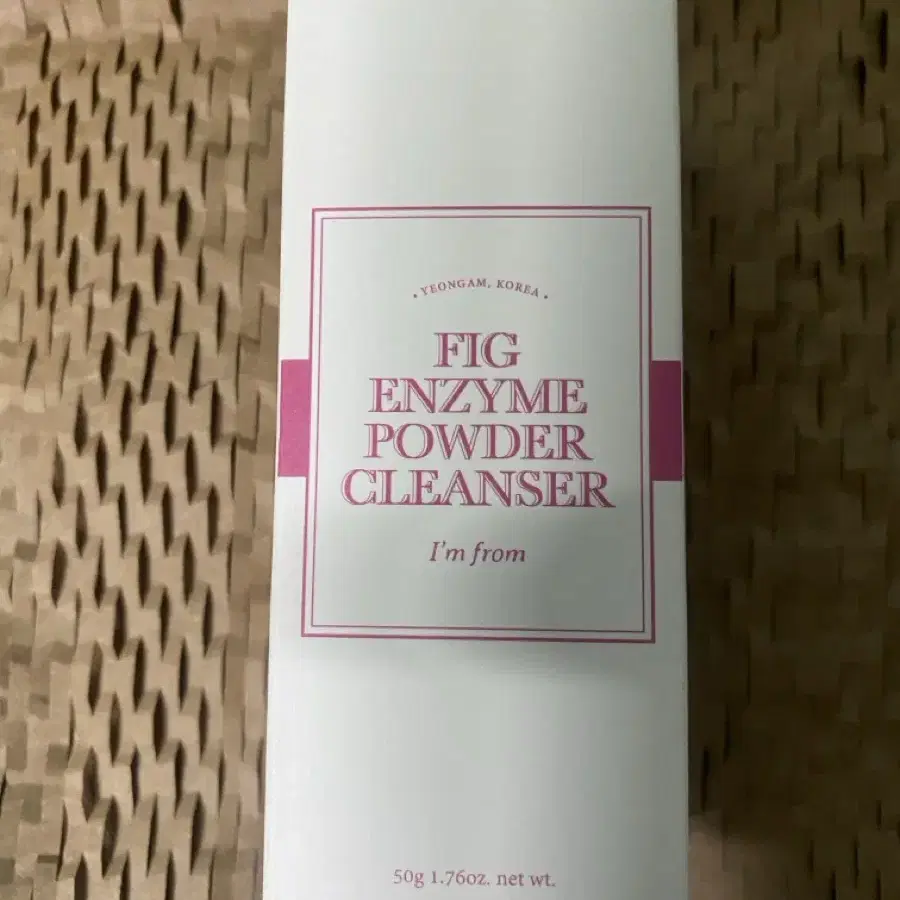 • YEONGAM, KOREA •
FIG
ENZYME
POWDER
CLEANSER
I'm from
50g 1.76oz. net wt.